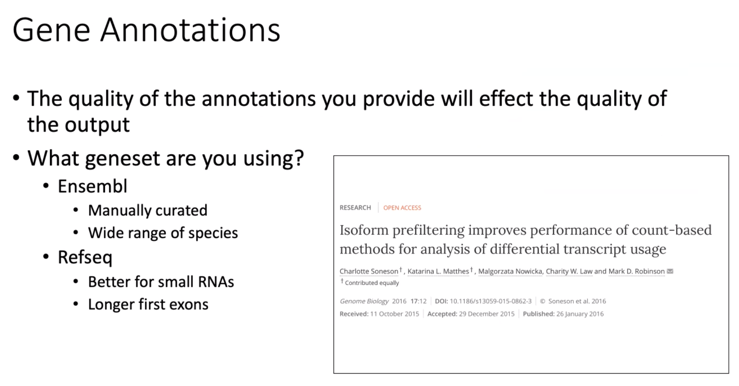 Gene Annotations
• The quality of the annotations you provide will effect the quality of
the output
• What geneset are you using?
• Ensembl
• Manually curated
• Wide range of species
• Refseq
• Better for small RNAs
• Longer first exons
RESEARCH | OPEN ACCESS
Isoform prefiltering improves performance of count-based
methods for analysis of differential transcript usage
Charlotte Soneson†, Katarina L. Matthes†, Malgorzata Nowicka, Charity W. Law and Mark D. Robinson ✉
† Contributed equally
Genome Biology 2016 17:12 | DOI: 10.1186/s13059-015-0862-3 | © Soneson et al. 2016
Received: 11 October 2015 | Accepted: 29 December 2015 | Published: 26 January 2016